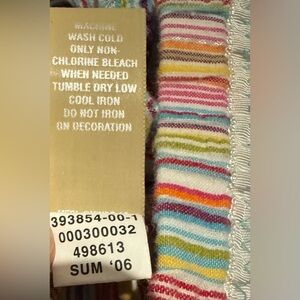 MACHINE
WASH COLD
ONLY NON-
CHLORINE BLEACH
WHEN NEEDED
TUMBLE DRY LOW
COOL IRON
DO NOT IRON
ON DECORATION
393854-00-1
000300032
498613
SUM '06